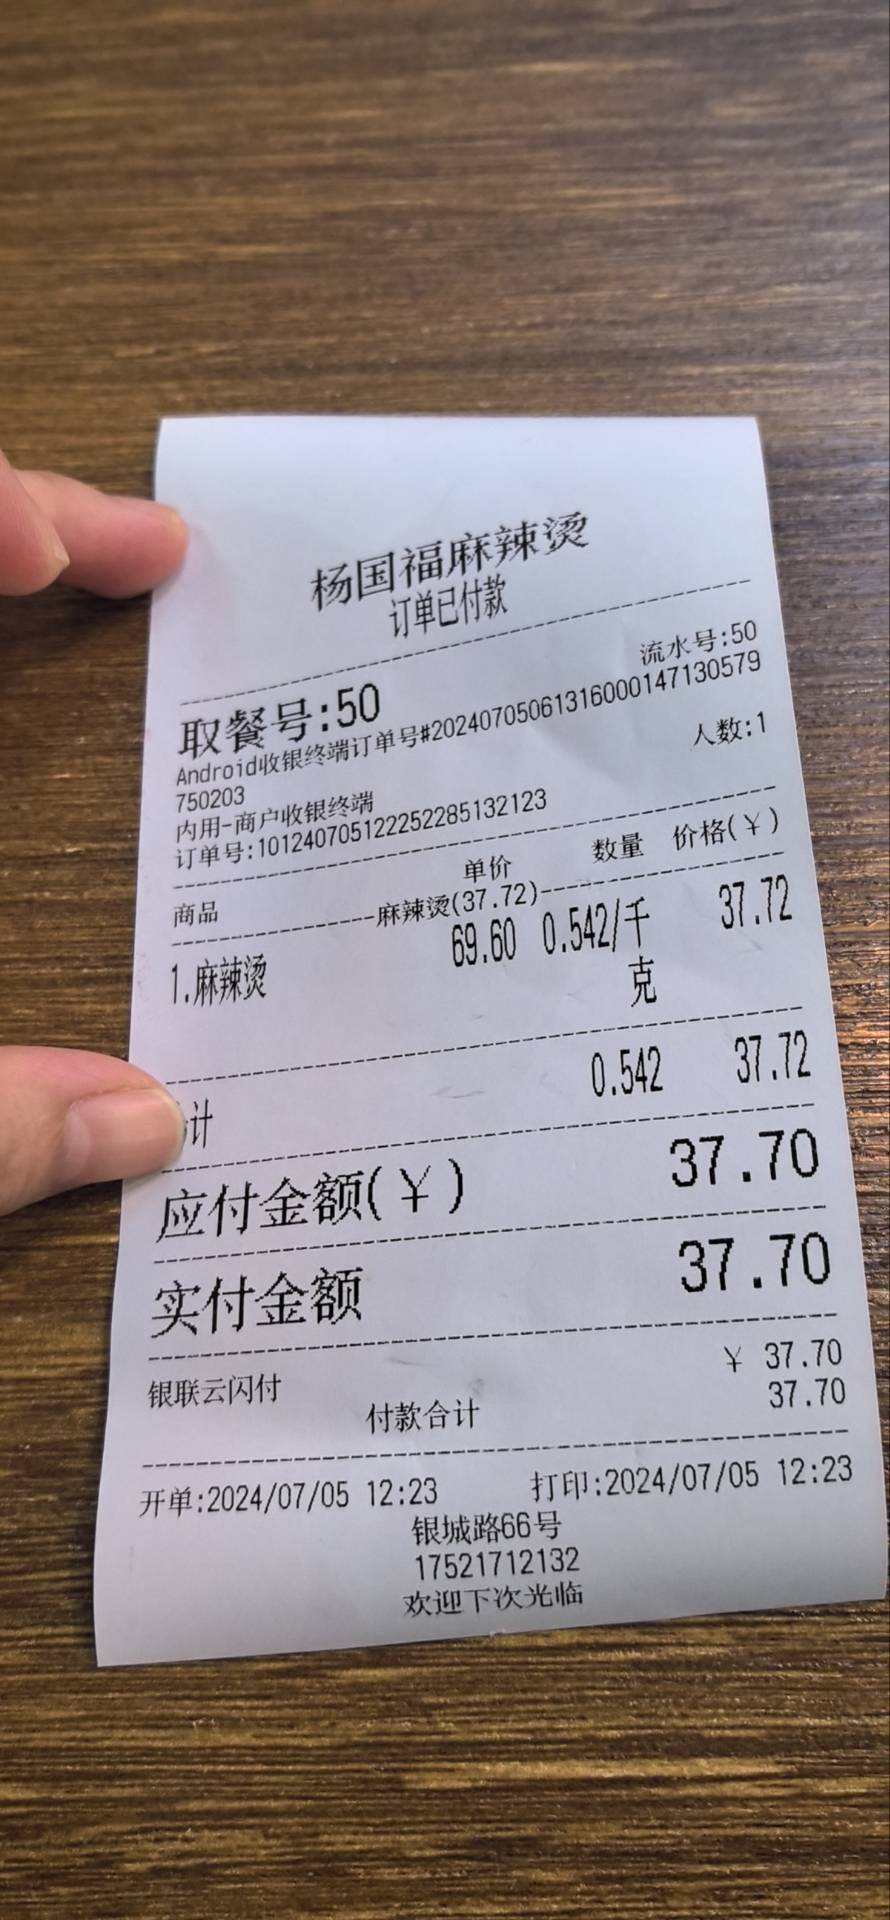 杨国福麻辣烫
订单已付款
流水号:50
取餐号:50
Android收银终端订单号#20240705061316000147130579
750203
人数:1
内用-商户收银终端
订单号:101240705122252285132123
商品 单价 数量 价格(¥)
麻辣烫(37.72)
1.麻辣烫 69.60 0.542/千 37.72
克
计 0.542 37.72
应付金额(¥) 37.70
实付金额 37.70
银联云闪付 ¥ 37.70
付款合计 37.70
开单:2024/07/05 12:23 打印:2024/07/05 12:23
银城路66号
17521712132
欢迎下次光临